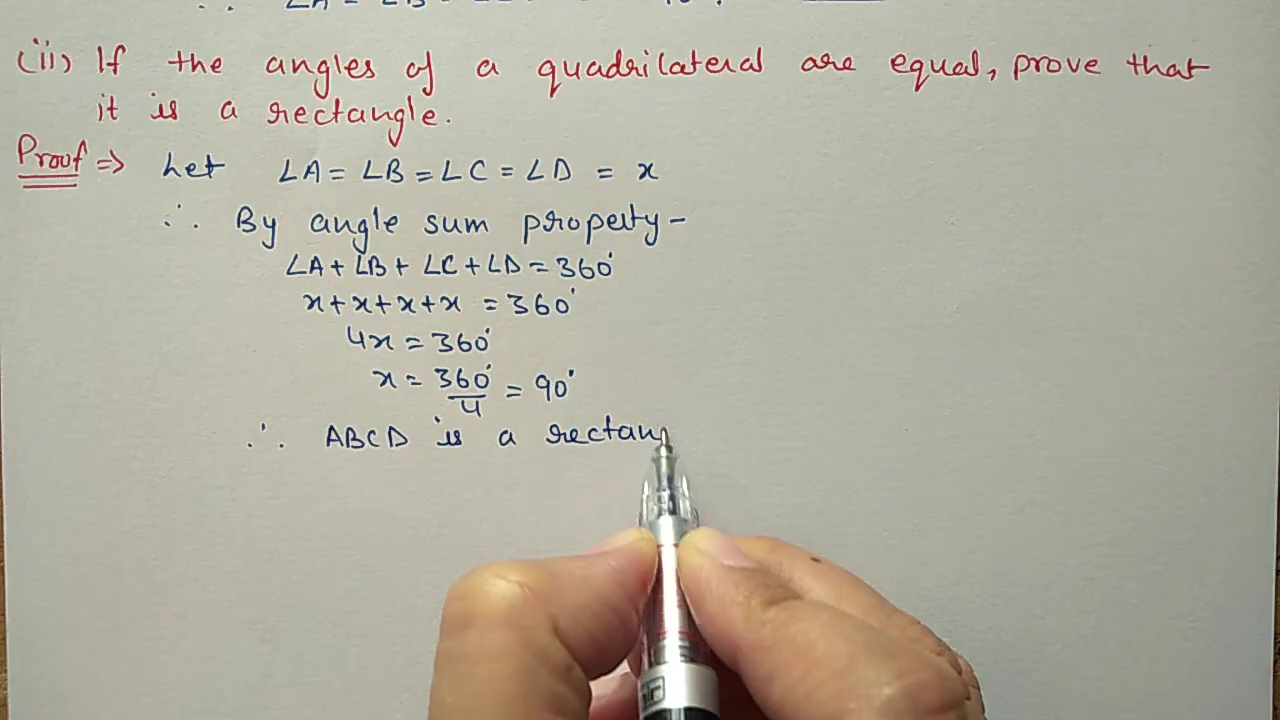 (ii) If the angles of a quadrilateral are equal, prove that
it is a rectangle.
Proof ⇒ Let ∠A = ∠B = ∠C = ∠D = x
∴ By angle sum property-
∠A + ∠B + ∠C + ∠D = 360°
x + x + x + x = 360°
4x = 360°
x = 360°/4 = 90°
∴ ABCD is a rectan